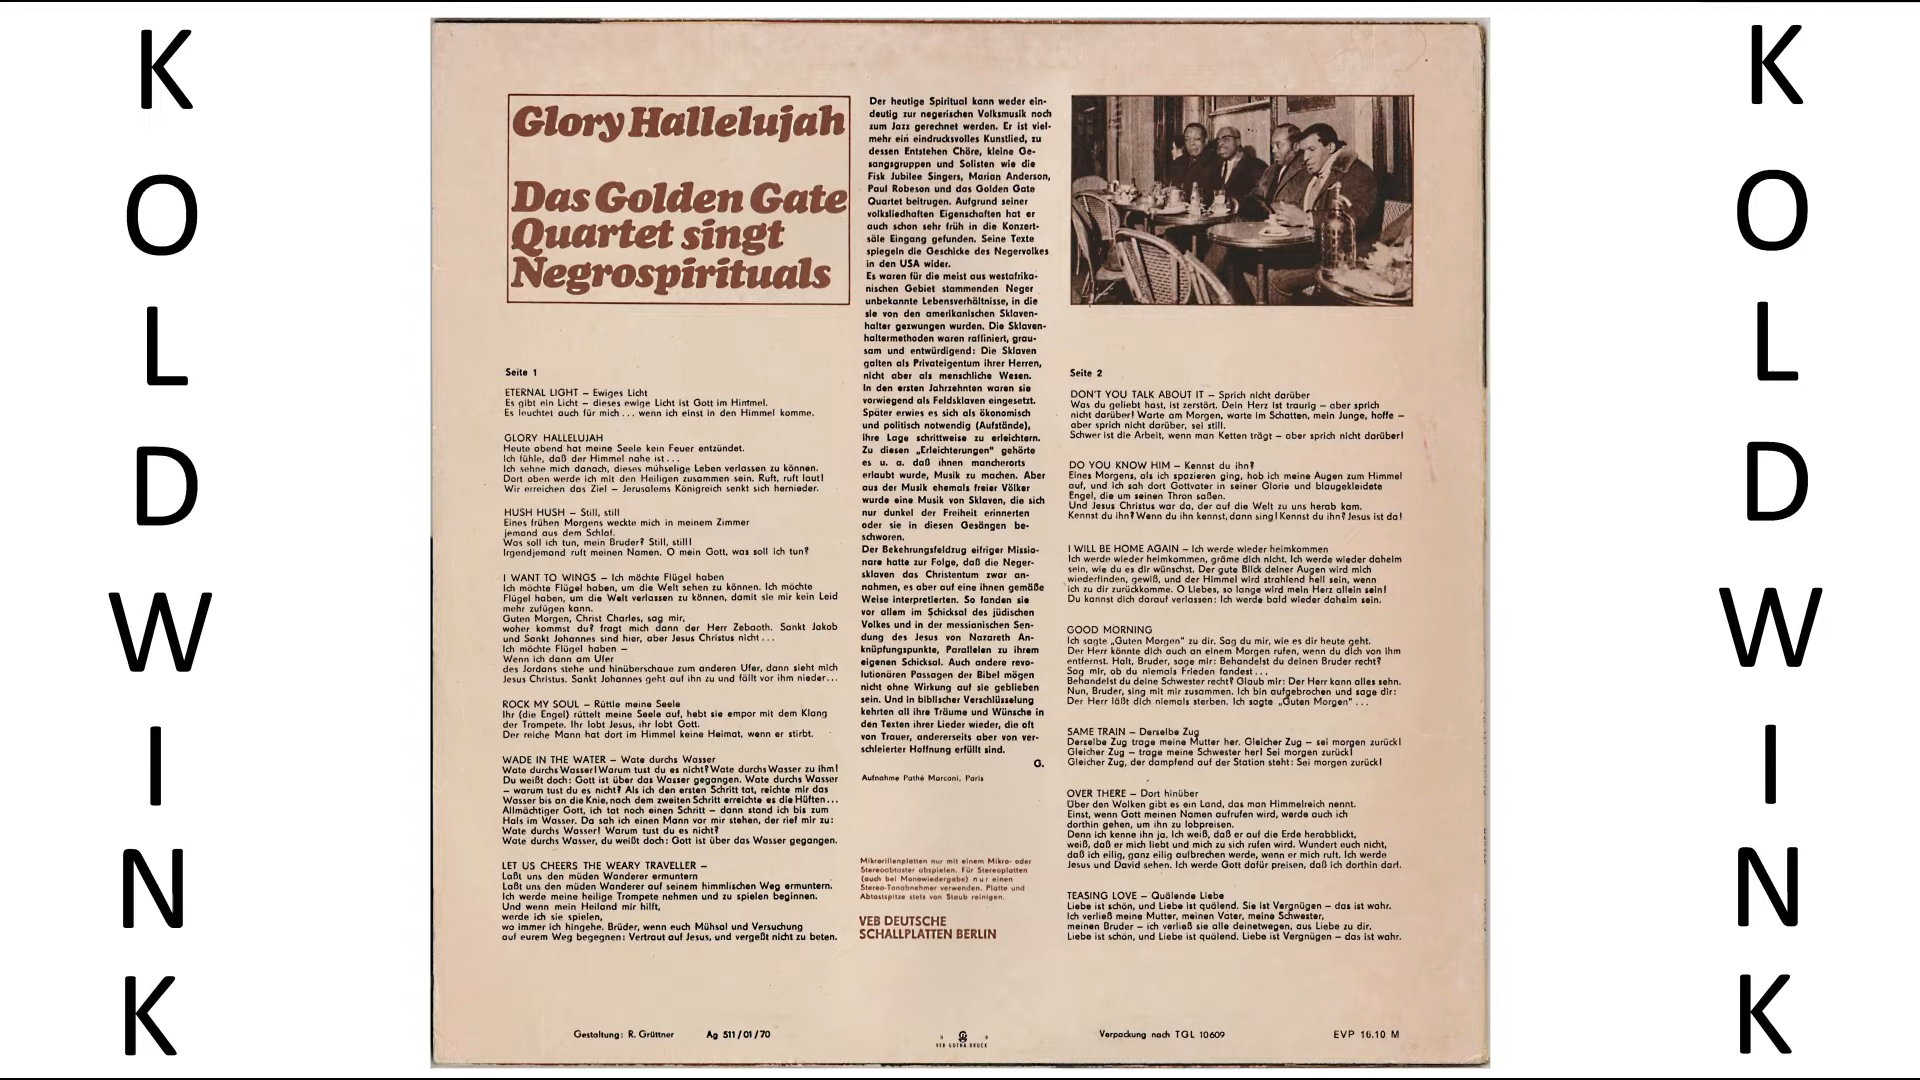 K
O
L
D
W
I
N
K
Glory Hallelujah
Das Golden Gate
Quartet singt
Negrospirituals
Seite 1
ETERNAL LIGHT – Ewiges Licht
Es gibt ein Licht – dieses ewige Licht ist Gott im Himmel.
Es leuchtet auch für mich ... wenn ich einst in den Himmel komme.
GLORY HALLELUJAH
Heute abend hat meine Seele kein Feuer entzündet.
Ich fühle, daß der Himmel nahe ist ...
Ich sehne mich danach, dieses mühselige Leben verlassen zu können.
Dort oben werde ich mit den Heiligen zusammen sein. Ruft, ruft laut!
Wir erreichen das Ziel – Jerusalems Königreich senkt sich hernieder.
HUSH HUSH – Still, still
Eines frühen Morgens weckte mich in meinem Zimmer
jemand aus dem Schlaf.
Was soll ich tun, mein Bruder? Still, still!
Irgendjemand ruft meinen Namen. O mein Gott, was soll ich tun?
I WANT TO WINGS – Ich möchte Flügel haben
Ich möchte Flügel haben, um die Welt sehen zu können. Ich möchte
Flügel haben, um die Welt verlassen zu können, damit sie mir kein Leid
mehr zufügen kann.
Guten Morgen, Christ Charles, sag mir,
woher kommst du? fragt mich dann der Herr Zebaoth. Sankt Jakob
und Sankt Johannes sind hier, aber Jesus Christus nicht ...
Ich möchte Flügel haben –
Wenn ich dann am Ufer
des Jordans stehe und hinüberschaue zum anderen Ufer, dann sieht mich
Jesus Christus. Sankt Johannes geht auf ihn zu und fällt vor ihm nieder...
ROCK MY SOUL – Rüttle meine Seele
Ihr (die Engel) rüttelt meine Seele auf, hebt sie empor mit dem Klang
der Trompete. Ihr lobt Jesus, ihr lobt Gott.
Der reiche Mann hat dort im Himmel keine Heimat, wenn er stirbt.
WADE IN THE WATER – Wate durchs Wasser
Wate durchs Wasser! Warum tust du es nicht? Wate durchs Wasser zu ihm!
Du weißt doch: Gott ist über das Wasser gegangen. Wate durchs Wasser
– warum tust du es nicht? Als ich den ersten Schritt tat, reichte mir das
Wasser bis an die Knie, nach dem zweiten Schritt erreichte es die Hüften...
Allmächtiger Gott, ich tat noch einen Schritt – dann stand ich bis zum
Hals im Wasser. Da sah ich einen Mann vor mir stehen, der rief mir zu:
Wate durchs Wasser! Warum tust du es nicht?
Wate durchs Wasser, du weißt doch: Gott ist über das Wasser gegangen.
LET US CHEERS THE WEARY TRAVELLER –
Laßt uns den müden Wanderer ermuntern
Laßt uns den müden Wanderer auf seinem himmlischen Weg ermuntern.
Ich werde meine heilige Trompete nehmen und zu spielen beginnen.
Und wenn mein Heiland mir hilft,
werde ich sie spielen,
wo immer ich hingehe. Brüder, wenn euch Mühsal und Versuchung
auf eurem Weg begegnen: Vertraut auf Jesus, und vergeßt nicht zu beten.
Der heutige Spiritual kann weder ein-
deutig zur negerischen Volksmusik noch
zum Jazz gerechnet werden. Er ist viel-
mehr ein eindrucksvolles Kunstlied, zu
dessen Entstehen Chöre, kleine Ge-
sangsgruppen und Solisten wie die
Fisk Jubilee Singers, Marian Anderson,
Paul Robeson und das Golden Gate
Quartet beitrugen. Aufgrund seiner
volksliedhaften Eigenschaften hat er
auch schon sehr früh in die Konzert-
säle Eingang gefunden. Seine Texte
spiegeln die Geschicke des Negervolkes
in den USA wider.
Es waren für die meist aus westafrika-
nischen Gebiet stammenden Neger
unbekannte Lebensverhältnisse, in die
sie von den amerikanischen Sklaven-
halter gezwungen wurden. Die Sklaven-
haltermethoden waren raffiniert, grau-
sam und entwürdigend: Die Sklaven
galten als Privateigentum ihrer Herren,
nicht aber als menschliche Wesen.
In den ersten Jahrzehnten waren sie
vorwiegend als Feldsklaven eingesetzt.
Später erwies es sich als ökonomisch
und politisch notwendig (Aufstände),
ihre Lage schrittweise zu erleichtern.
Zu diesen „Erleichterungen" gehörte
es u. a. daß ihnen mancherorts
erlaubt wurde, Musik zu machen. Aber
aus der Musik ehemals freier Völker
wurde eine Musik von Sklaven, die sich
nur dunkel der Freiheit erinnerten
oder sie in diesen Gesängen be-
schworen.
Der Bekehrungsfeldzug eifriger Missio-
nare hatte zur Folge, daß die Neger-
sklaven das Christentum zwar an-
nahmen, es aber auf eine ihnen gemäße
Weise interpretierten. So fanden sie
vor allem im Schicksal des jüdischen
Volkes und in der messianischen Sen-
dung des Jesus von Nazareth An-
knüpfungspunkte, Parallelen zu ihrem
eigenen Schicksal. Auch andere revo-
lutionären Passagen der Bibel mögen
nicht ohne Wirkung auf sie geblieben
sein. Und in biblischer Verschlüsselung
kehrten all ihre Träume und Wünsche in
den Texten ihrer Lieder wieder, die oft
von Trauer, andererseits aber von ver-
schleierter Hoffnung erfüllt sind.
G.
Aufnahme Pathé Marconi, Paris
Mikrorillenplatten nur mit einem Mikro- oder
Stereoabtaster abspielen. Für Stereoplatten
(auch bei Monowiedergabe) nur einen
Stereo-Tonabnehmer verwenden. Platte und
Abtastspitze stets von Staub reinigen.
VEB DEUTSCHE
SCHALLPLATTEN BERLIN
Seite 2
DON'T YOU TALK ABOUT IT – Sprich nicht darüber
Was du geliebt hast, ist zerstört. Dein Herz ist traurig – aber sprich
nicht darüber! Warte am Morgen, warte im Schatten, mein Junge, hoffe –
aber sprich nicht darüber, sei still.
Schwer ist die Arbeit, wenn man Ketten trägt – aber sprich nicht darüber!
DO YOU KNOW HIM – Kennst du ihn?
Eines Morgens, als ich spazieren ging, hob ich meine Augen zum Himmel
auf, und ich sah dort Gottvater in seiner Glorie und blaugekleidete
Engel, die um seinen Thron saßen.
Und Jesus Christus war da, der auf die Welt zu uns herab kam.
Kennst du ihn? Wenn du ihn kennst, dann sing! Kennst du ihn? Jesus ist da!
I WILL BE HOME AGAIN – Ich werde wieder heimkommen
Ich werde wieder heimkommen, gräme dich nicht. Ich werde wieder daheim
sein, wie du es dir wünschst. Der gute Blick deiner Augen wird mich
wiederfinden, gewiß, und der Himmel wird strahlend hell sein, wenn
ich zu dir zurückkomme. O Liebes, so lange wird mein Herz allein sein!
Du kannst dich darauf verlassen: Ich werde bald wieder daheim sein.
GOOD MORNING
Ich sagte „Guten Morgen" zu dir. Sag du mir, wie es dir heute geht.
Der Herr könnte dich auch an einem Morgen rufen, wenn du dich von ihm
entfernst. Halt, Bruder, sage mir: Behandelst du deinen Bruder recht?
Sag mir, ob du niemals Frieden fandest ...
Behandelst du deine Schwester recht? Glaub mir: Der Herr kann alles sehn.
Nun, Bruder, sing mit mir zusammen. Ich bin aufgebrochen und sage dir:
Der Herr läßt dich niemals sterben. Ich sagte „Guten Morgen" ...
SAME TRAIN – Derselbe Zug
Derselbe Zug trage meine Mutter her. Gleicher Zug – sei morgen zurück!
Gleicher Zug – trage meine Schwester her! Sei morgen zurück!
Gleicher Zug, der dampfend auf der Station steht: Sei morgen zurück!
OVER THERE – Dort hinüber
Über den Wolken gibt es ein Land, das man Himmelreich nennt.
Einst, wenn Gott meinen Namen aufrufen wird, werde auch ich
dorthin gehen, um ihn zu lobpreisen.
Denn ich kenne ihn ja. Ich weiß, daß er auf die Erde herabblickt,
weiß, daß er mich liebt und mich zu sich rufen wird. Wundert euch nicht,
daß ich eilig, ganz eilig aufbrechen werde, wenn er mich ruft. Ich werde
Jesus und David sehen. Ich werde Gott dafür preisen, daß ich dorthin darf.
TEASING LOVE – Quälende Liebe
Liebe ist schön, und Liebe ist quälend. Sie ist Vergnügen – das ist wahr.
Ich verließ meine Mutter, meinen Vater, meine Schwester,
meinen Bruder – ich verließ sie alle deinetwegen, aus Liebe zu dir.
Liebe ist schön, und Liebe ist quälend. Liebe ist Vergnügen – das ist wahr.
Gestaltung: R. Grüttner
Ag 511/01/70
VEB GOTHA-DRUCK
Verpackung nach TGL 10609
EVP 16.10 M
K
O
L
D
W
I
N
K